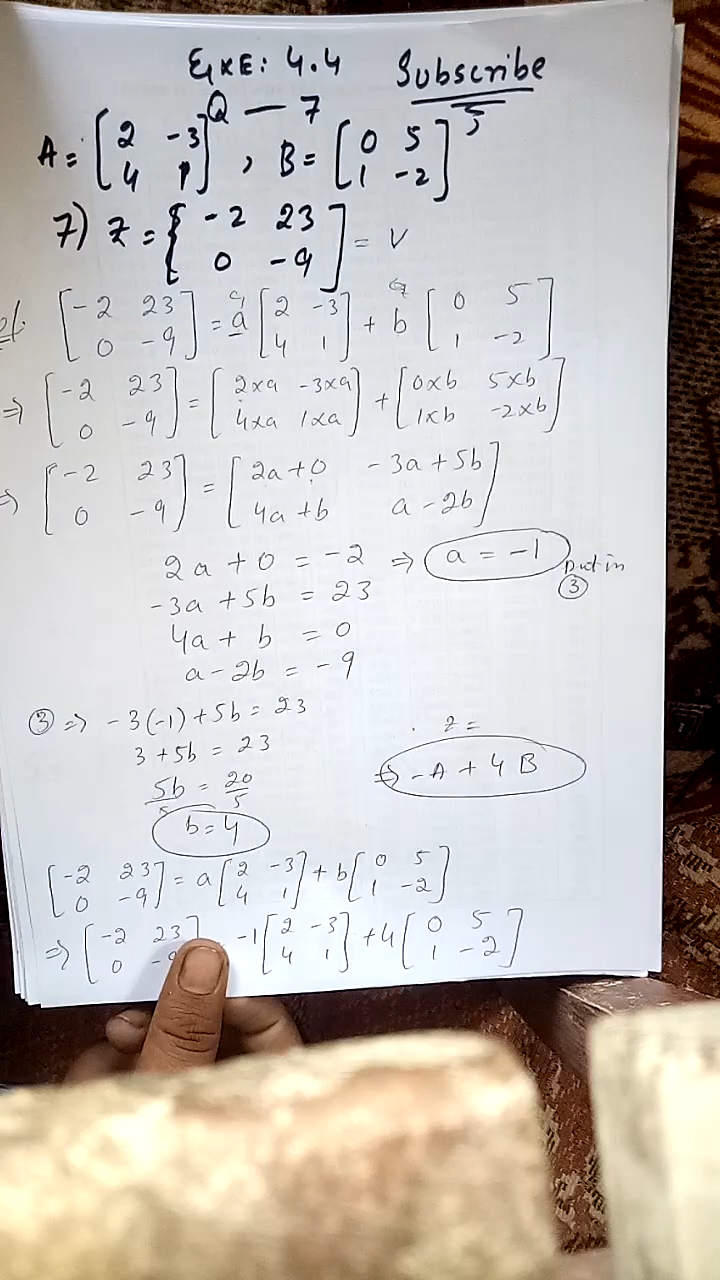 EXE: 4.4 Subscribe
Q — 7
A = [2 -3; 4 1], B = [0 5; 1 -2]
7) Z = [-2 23; 0 -9] = V
[-2 23; 0 -9] = a [2 -3; 4 1] + b [0 5; 1 -2]
⇒ [-2 23; 0 -9] = [2×a -3×a; 4×a 1×a] + [0×b 5×b; 1×b -2×b]
⇒ [-2 23; 0 -9] = [2a+0 -3a+5b; 4a+b a-2b]
2a + 0 = -2 ⇒ a = -1 Put in ③
-3a + 5b = 23
4a + b = 0
a - 2b = -9
③ ⇒ -3(-1) + 5b = 23
3 + 5b = 23
5b/5 = 20/5
b = 4
z =
⇒ -A + 4B
[-2 23; 0 -9] = a [2 -3; 4 1] + b [0 5; 1 -2]
⇒ [-2 23; 0 -9] -1 [2 -3; 4 1] + 4 [0 5; 1 -2]